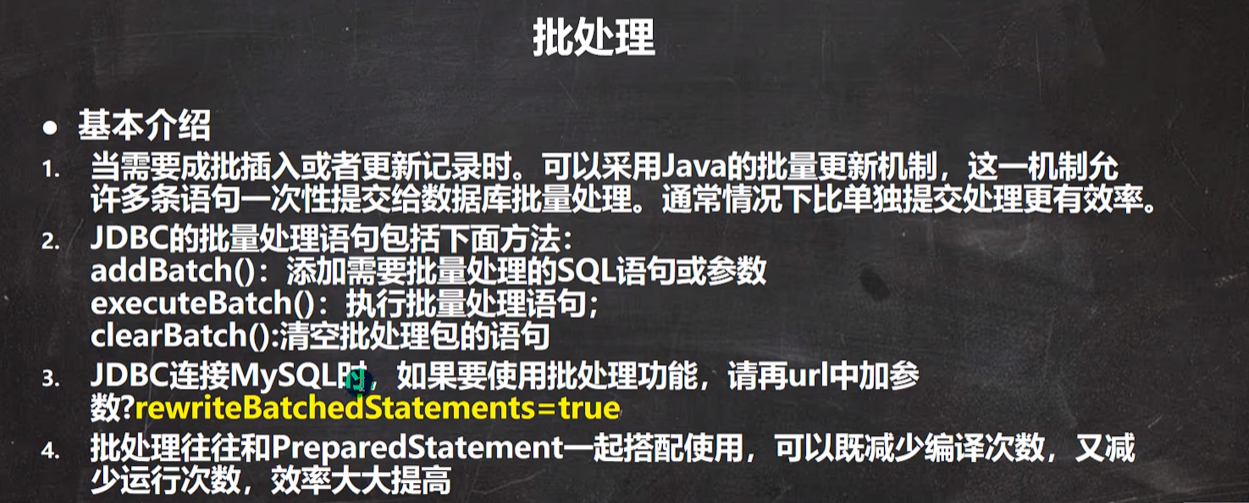 批处理
● 基本介绍
1. 当需要成批插入或者更新记录时。可以采用Java的批量更新机制，这一机制允
许多条语句一次性提交给数据库批量处理。通常情况下比单独提交处理更有效率。
2. JDBC的批量处理语句包括下面方法：
addBatch()：添加需要批量处理的SQL语句或参数
executeBatch()：执行批量处理语句；
clearBatch():清空批处理包的语句
3. JDBC连接MySQL时，如果要使用批处理功能，请再url中加参
数?rewriteBatchedStatements=true
4. 批处理往往和PreparedStatement一起搭配使用，可以既减少编译次数，又减
少运行次数，效率大大提高